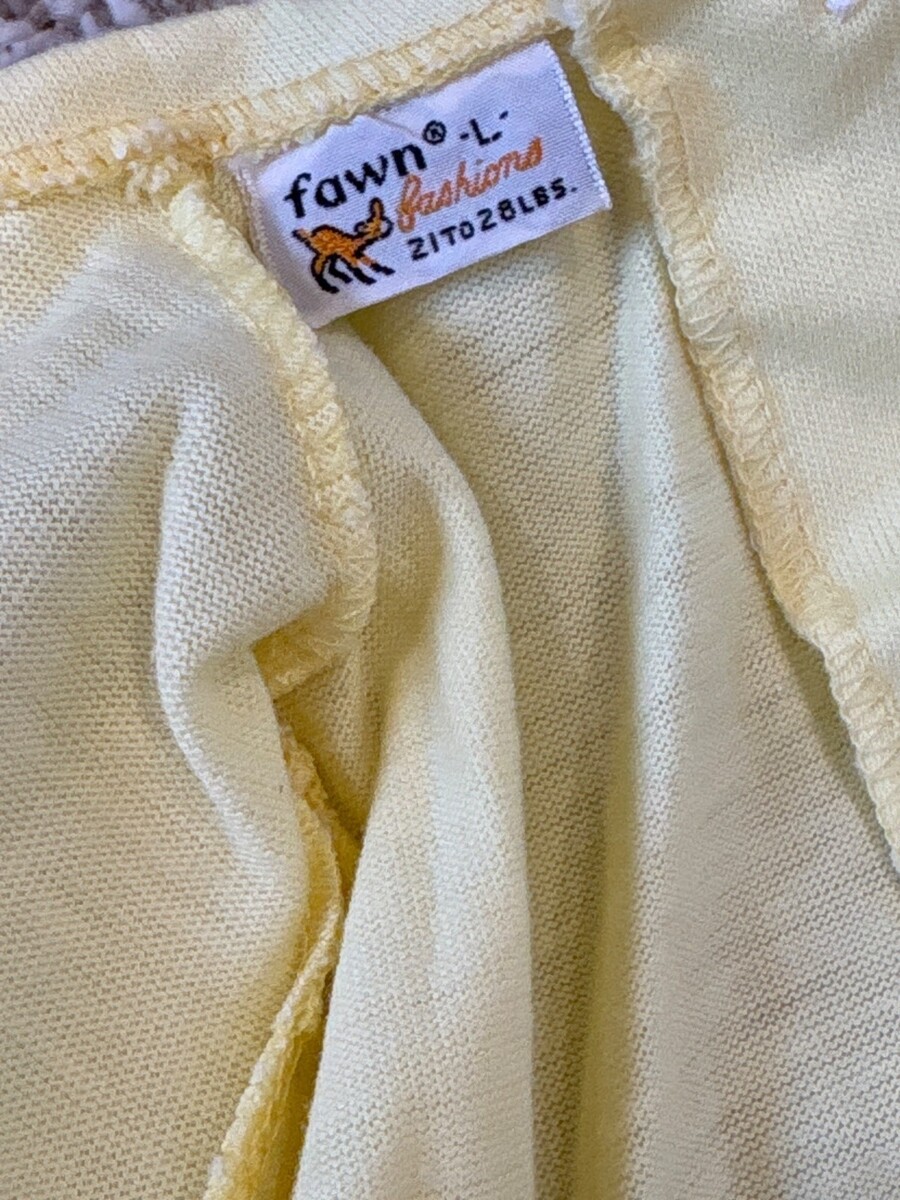 fawn® -L-
fashions
21 TO 28 LBS.